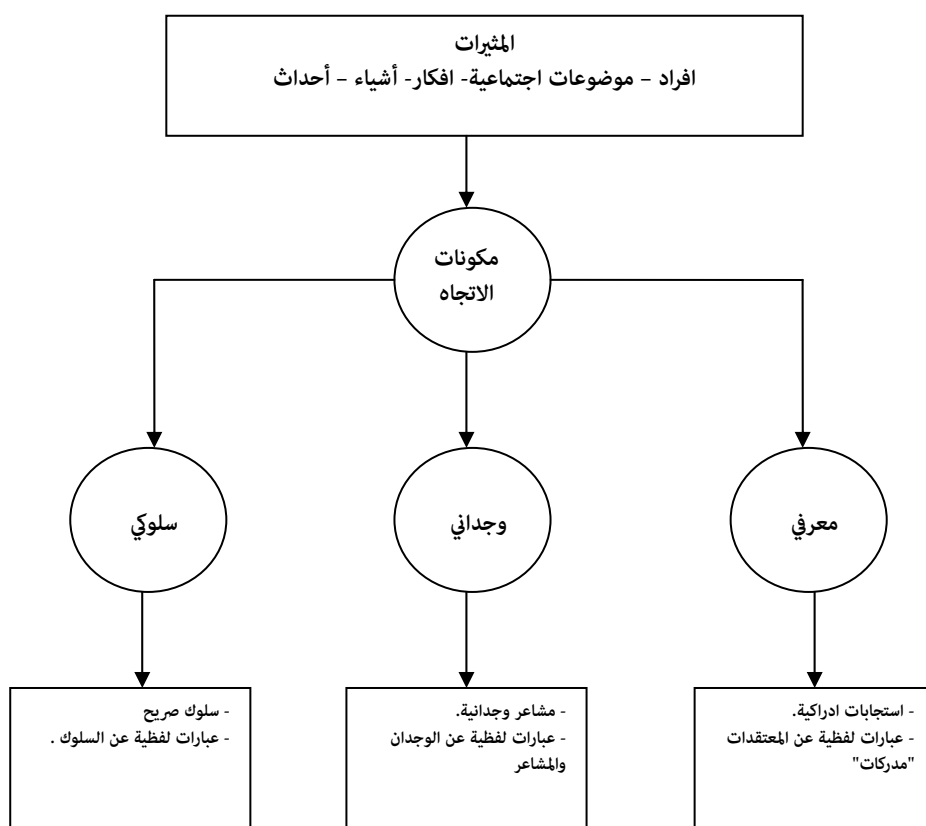 المثيرات
افراد – موضوعات اجتماعية- افكار- أشياء – أحداث
مكونات
الاتجاه
معرفي
وجداني
سلوكي
- استجابات ادراكية.
- عبارات لفظية عن المعتقدات
"مدركات"
- مشاعر وجدانية.
- عبارات لفظية عن الوجدان
والمشاعر
- سلوك صريح
- عبارات لفظية عن السلوك .